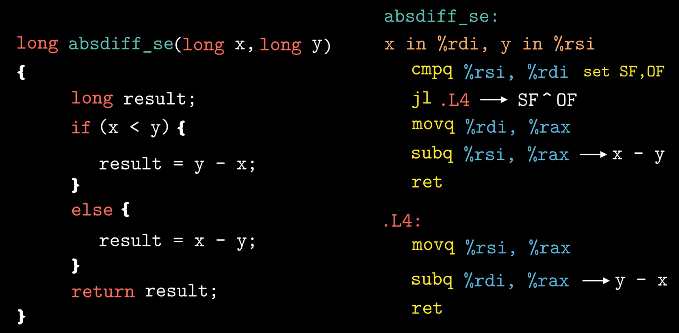 long absdiff_se(long x, long y)
{
long result;
if (x < y) {
result = y - x;
}
else {
result = x - y;
}
return result;
}
absdiff_se:
x in %rdi, y in %rsi
cmpq %rsi, %rdi set SF,OF
jl .L4 → SF^OF
movq %rdi, %rax
subq %rsi, %rax → x - y
ret
.L4:
movq %rsi, %rax
subq %rdi, %rax → y - x
ret